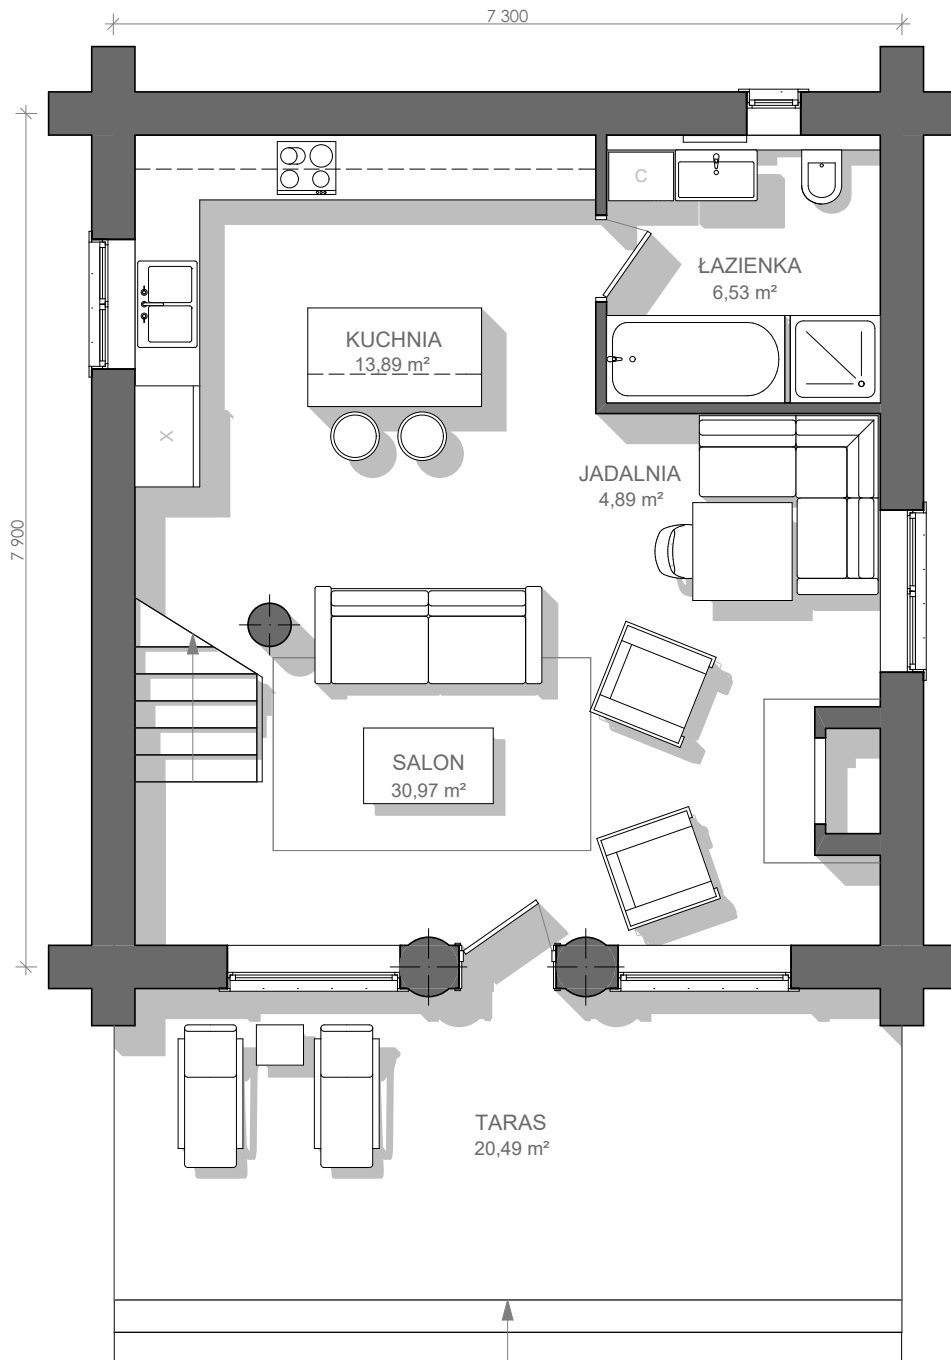 7 300
C
ŁAZIENKA
6,53 m²
KUCHNIA
13,89 m²
X
JADALNIA
4,89 m²
7 900
SALON
30,97 m²
TARAS
20,49 m²